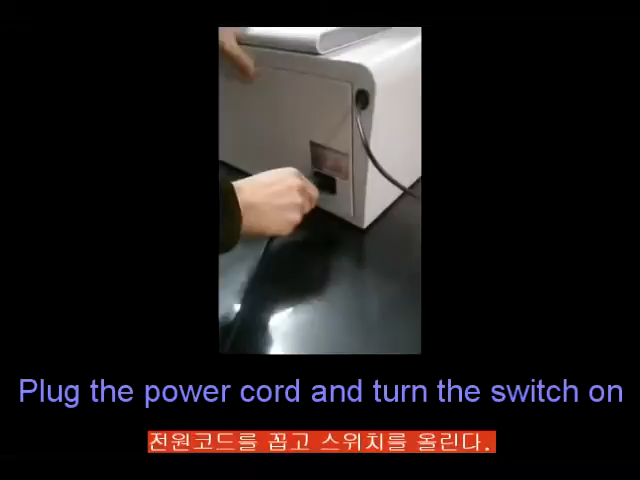 Plug the power cord and turn the switch on
전원코드를 꼽고 스위치를 올린다.